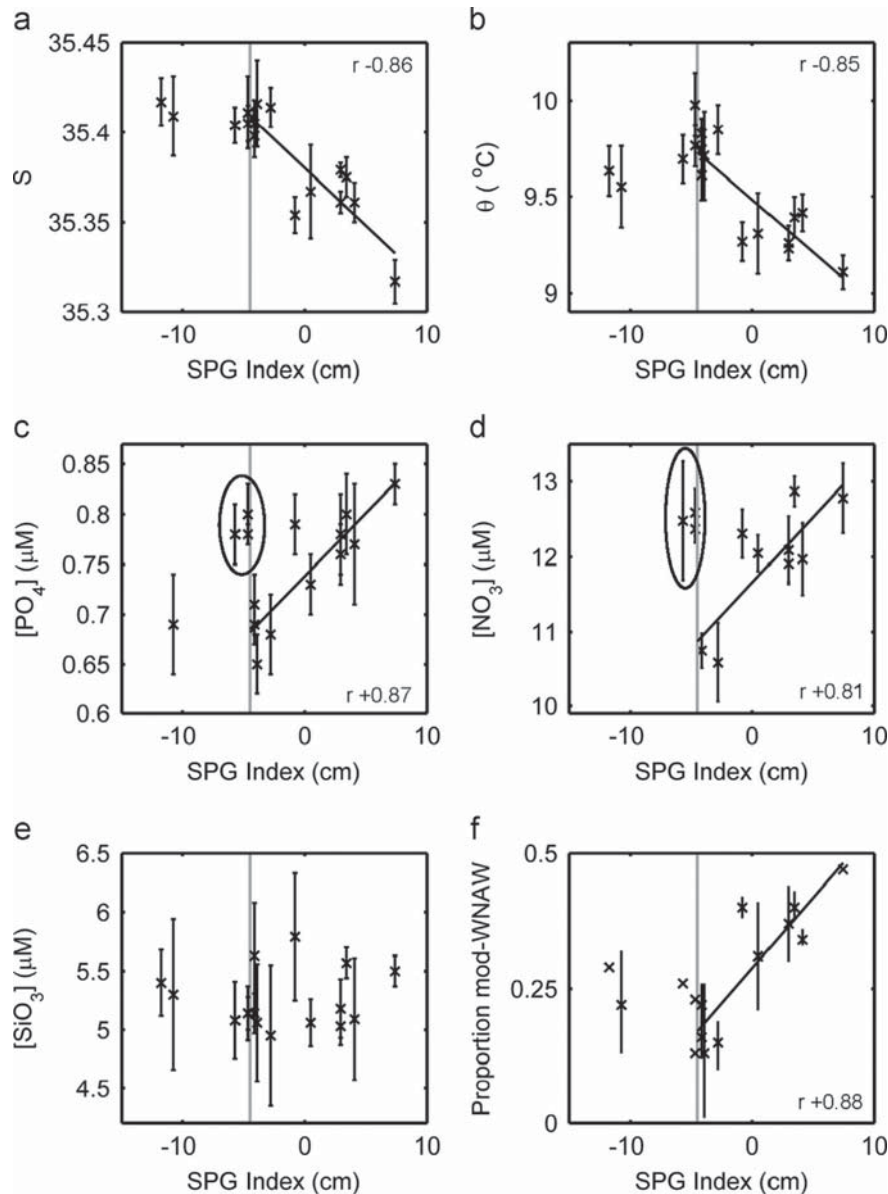 a
b
35.45
35.4
35.35
35.3
S
r -0.86
-10
0
10
SPG Index (cm)
10
9.5
9
θ ( °C)
r -0.85
-10
0
10
SPG Index (cm)
c
d
0.85
0.8
0.75
0.7
0.65
0.6
[PO4] (μM)
r +0.87
-10
0
10
SPG Index (cm)
13
12
11
10
[NO3] (μM)
r +0.81
-10
0
10
SPG Index (cm)
e
f
6.5
6
5.5
5
4.5
[SiO3] (μM)
-10
0
10
SPG Index (cm)
0.5
0.25
0
Proportion mod-WNAW
r +0.88
-10
0
10
SPG Index (cm)